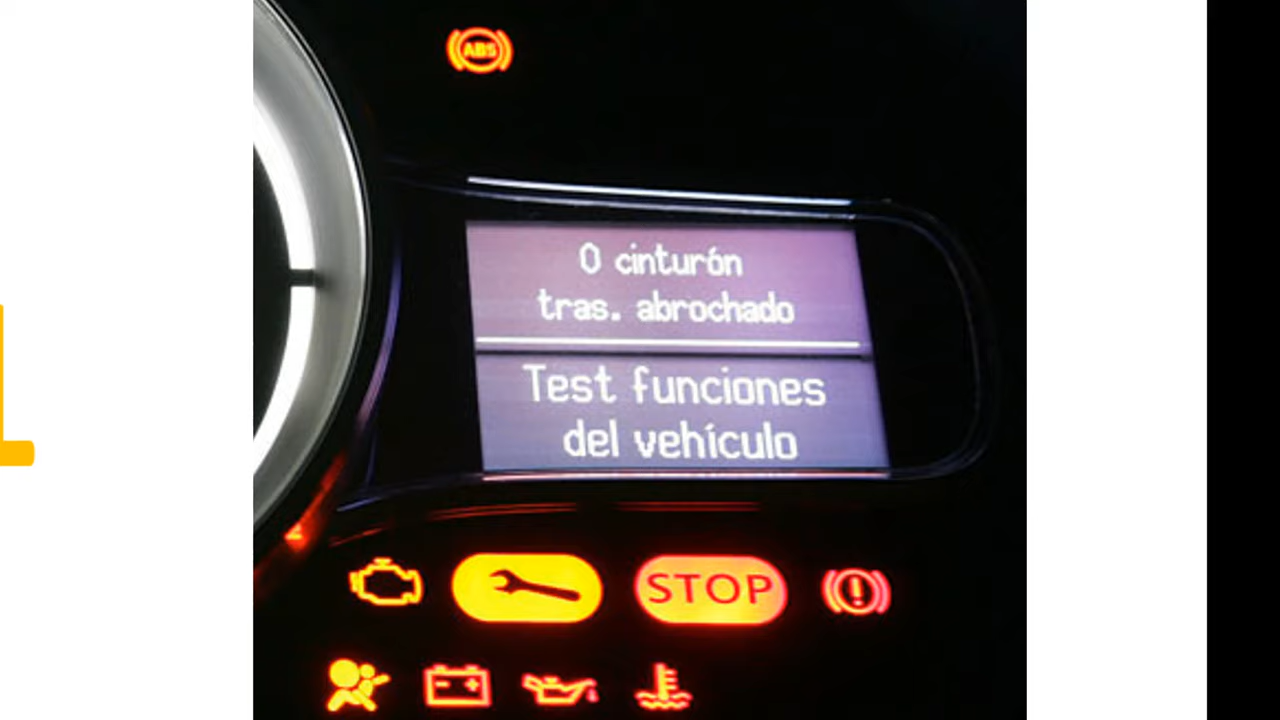 ABS
0 cinturón
tras. abrochado
Test funciones
del vehículo
STOP